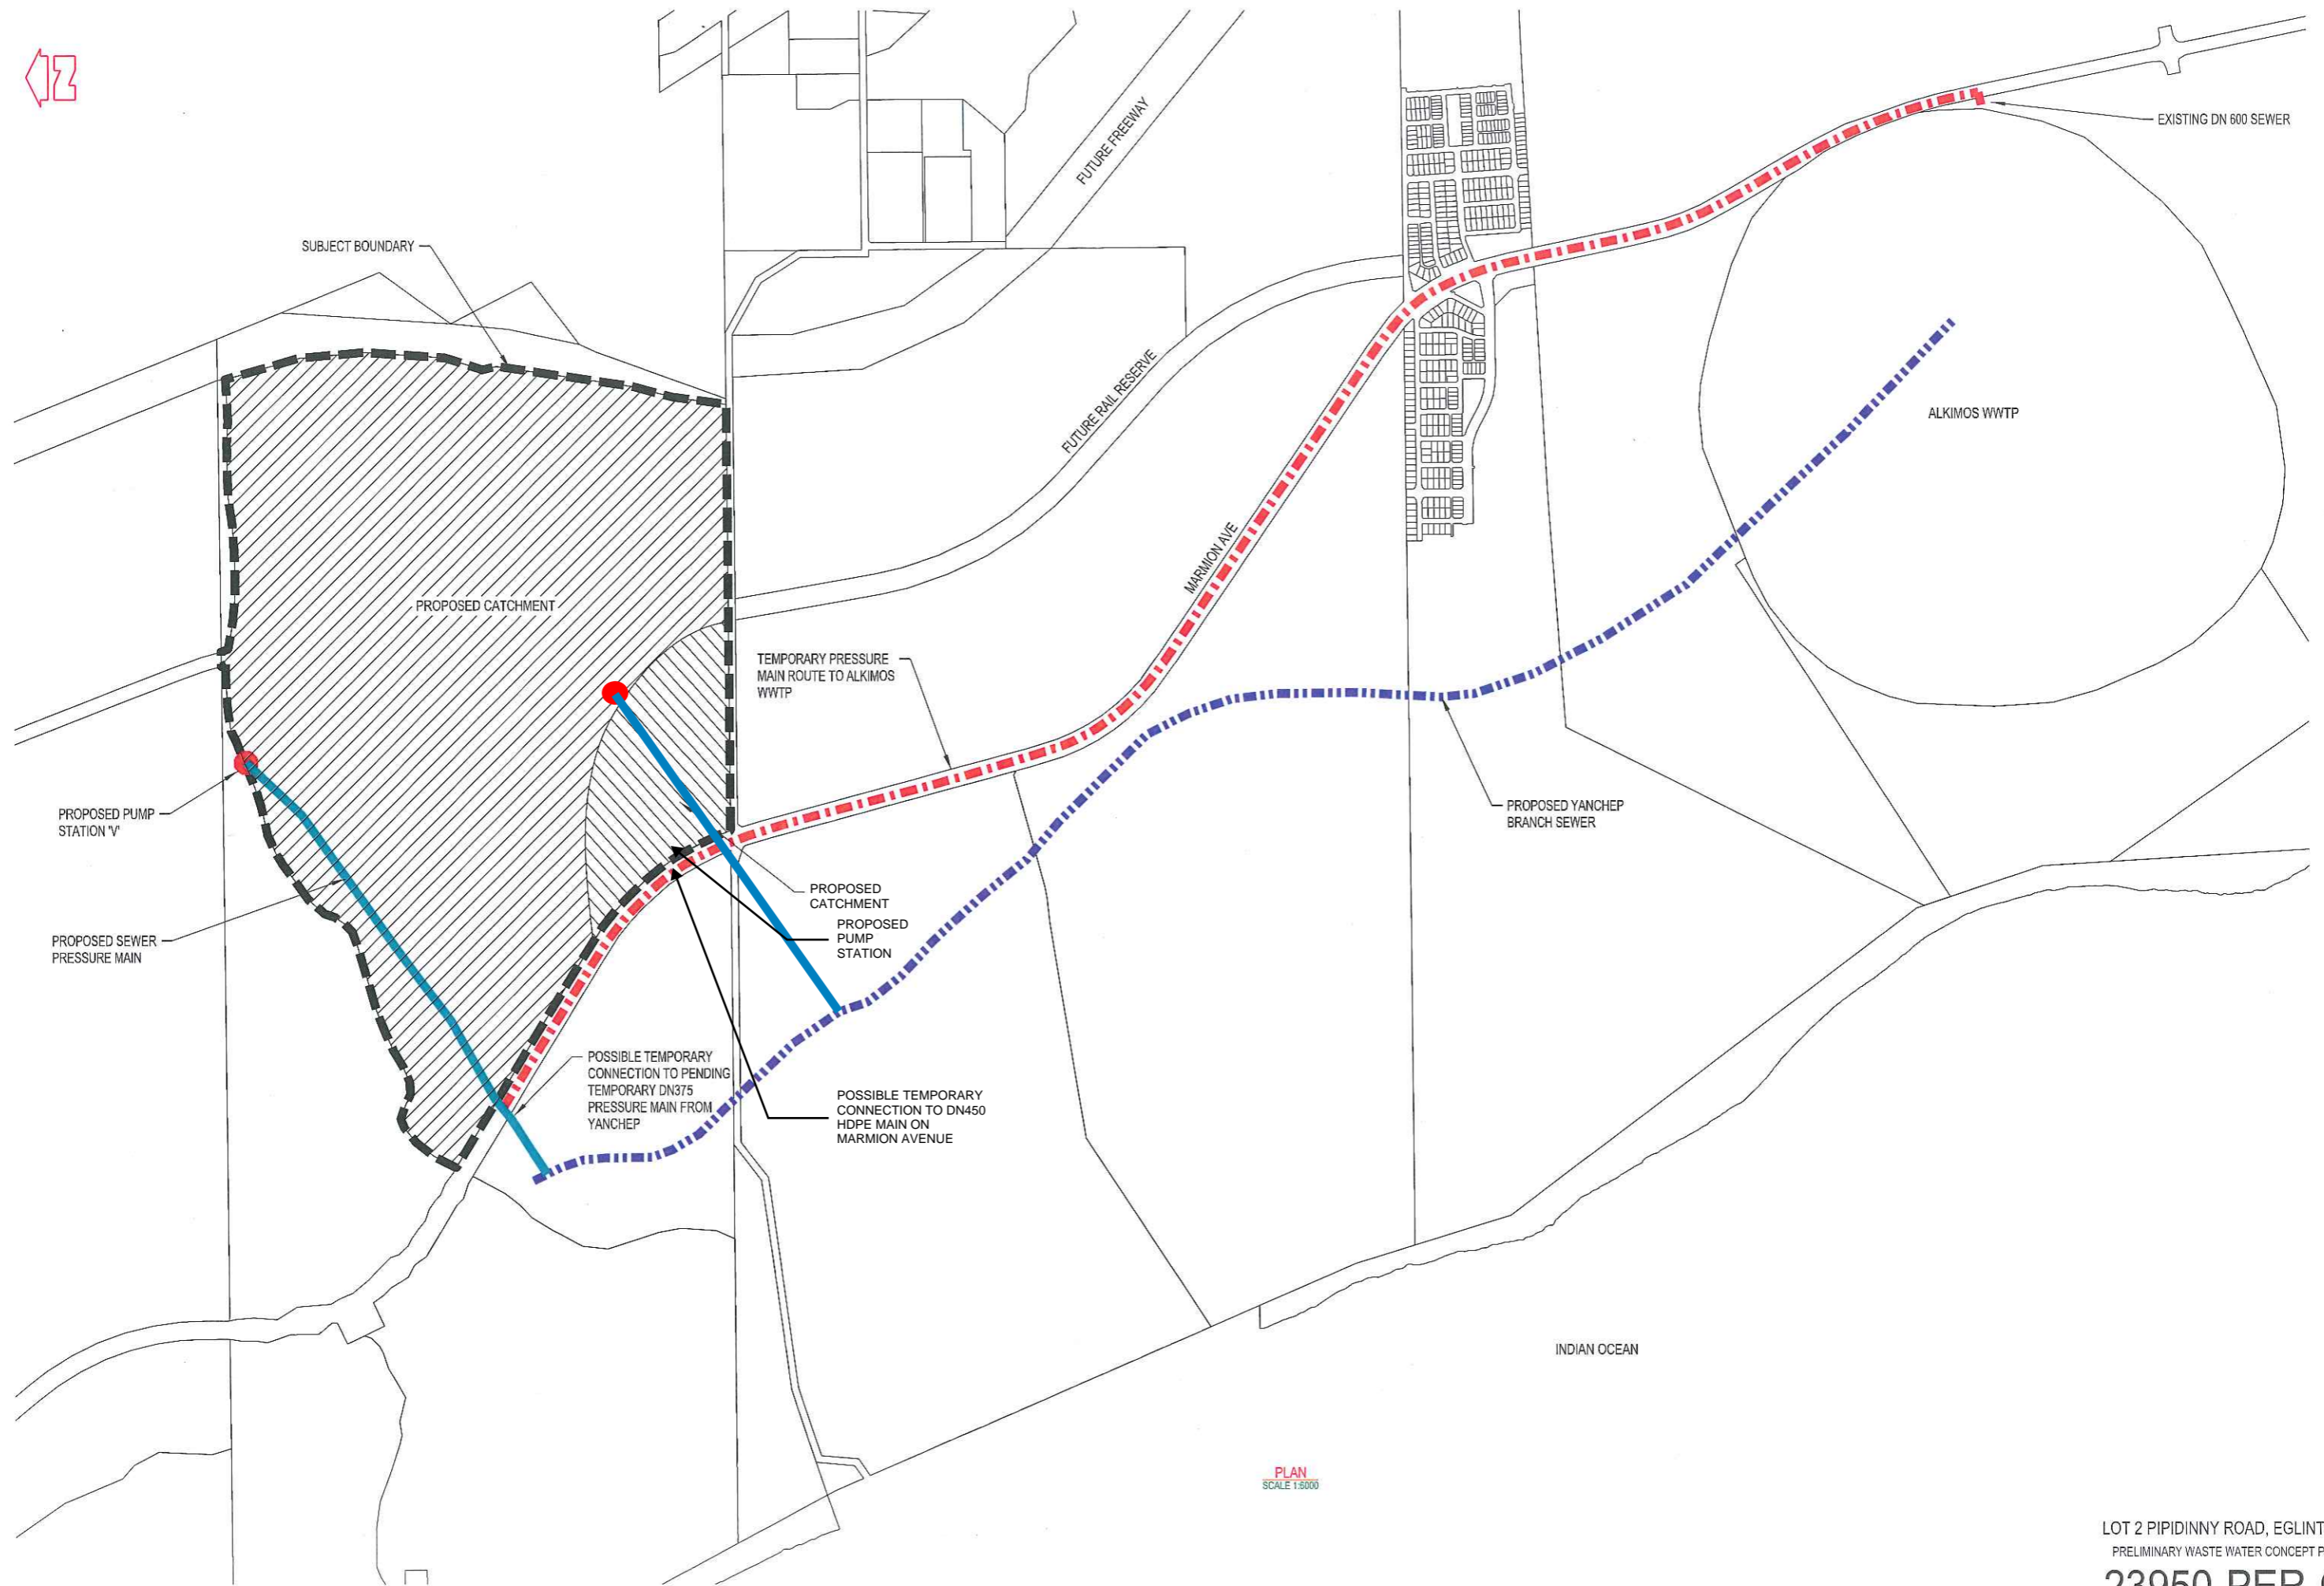 N
EXISTING DN 600 SEWER
FUTURE FREEWAY
SUBJECT BOUNDARY
FUTURE RAIL RESERVE
ALKIMOS WWTP
MARMION AVE
PROPOSED CATCHMENT
TEMPORARY PRESSURE
MAIN ROUTE TO ALKIMOS
WWTP
PROPOSED PUMP
STATION 'V'
PROPOSED YANCHEP
BRANCH SEWER
PROPOSED
CATCHMENT
PROPOSED
PUMP
STATION
PROPOSED SEWER
PRESSURE MAIN
POSSIBLE TEMPORARY
CONNECTION TO PENDING
TEMPORARY DN375
PRESSURE MAIN FROM
YANCHEP
POSSIBLE TEMPORARY
CONNECTION TO DN450
HDPE MAIN ON
MARMION AVENUE
INDIAN OCEAN
PLAN
SCALE 1:6000
LOT 2 PIPIDINNY ROAD, EGLINT
PRELIMINARY WASTE WATER CONCEPT P
23950-PER-